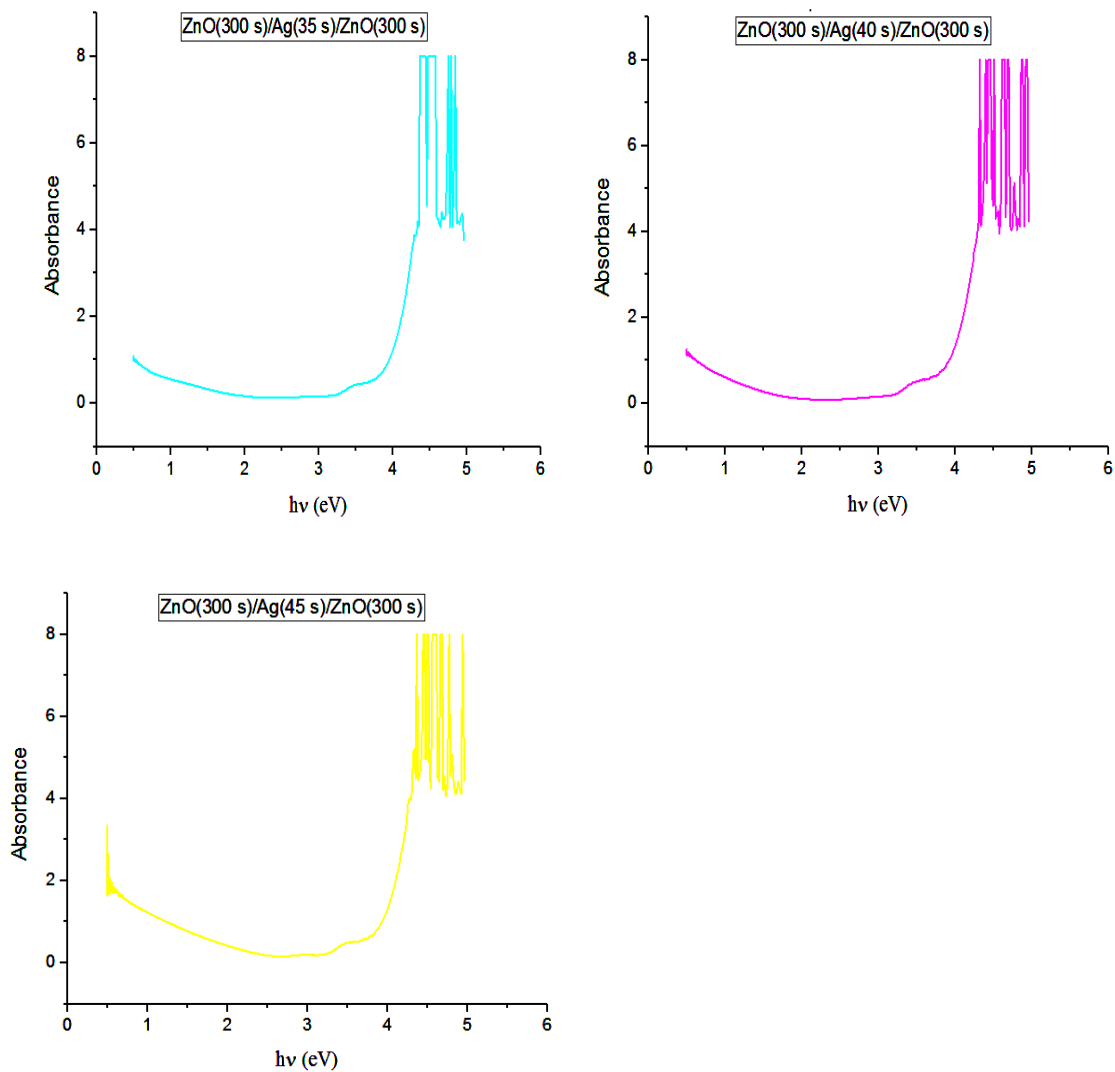 ZnO(300 s)/Ag(35 s)/ZnO(300 s)
8
6
4
2
0
Absorbance
0 1 2 3 4 5 6
hν (eV)
ZnO(300 s)/Ag(40 s)/ZnO(300 s)
8
6
4
2
0
Absorbance
0 1 2 3 4 5 6
hν (eV)
ZnO(300 s)/Ag(45 s)/ZnO(300 s)
8
6
4
2
0
Absorbance
0 1 2 3 4 5 6
hν (eV)